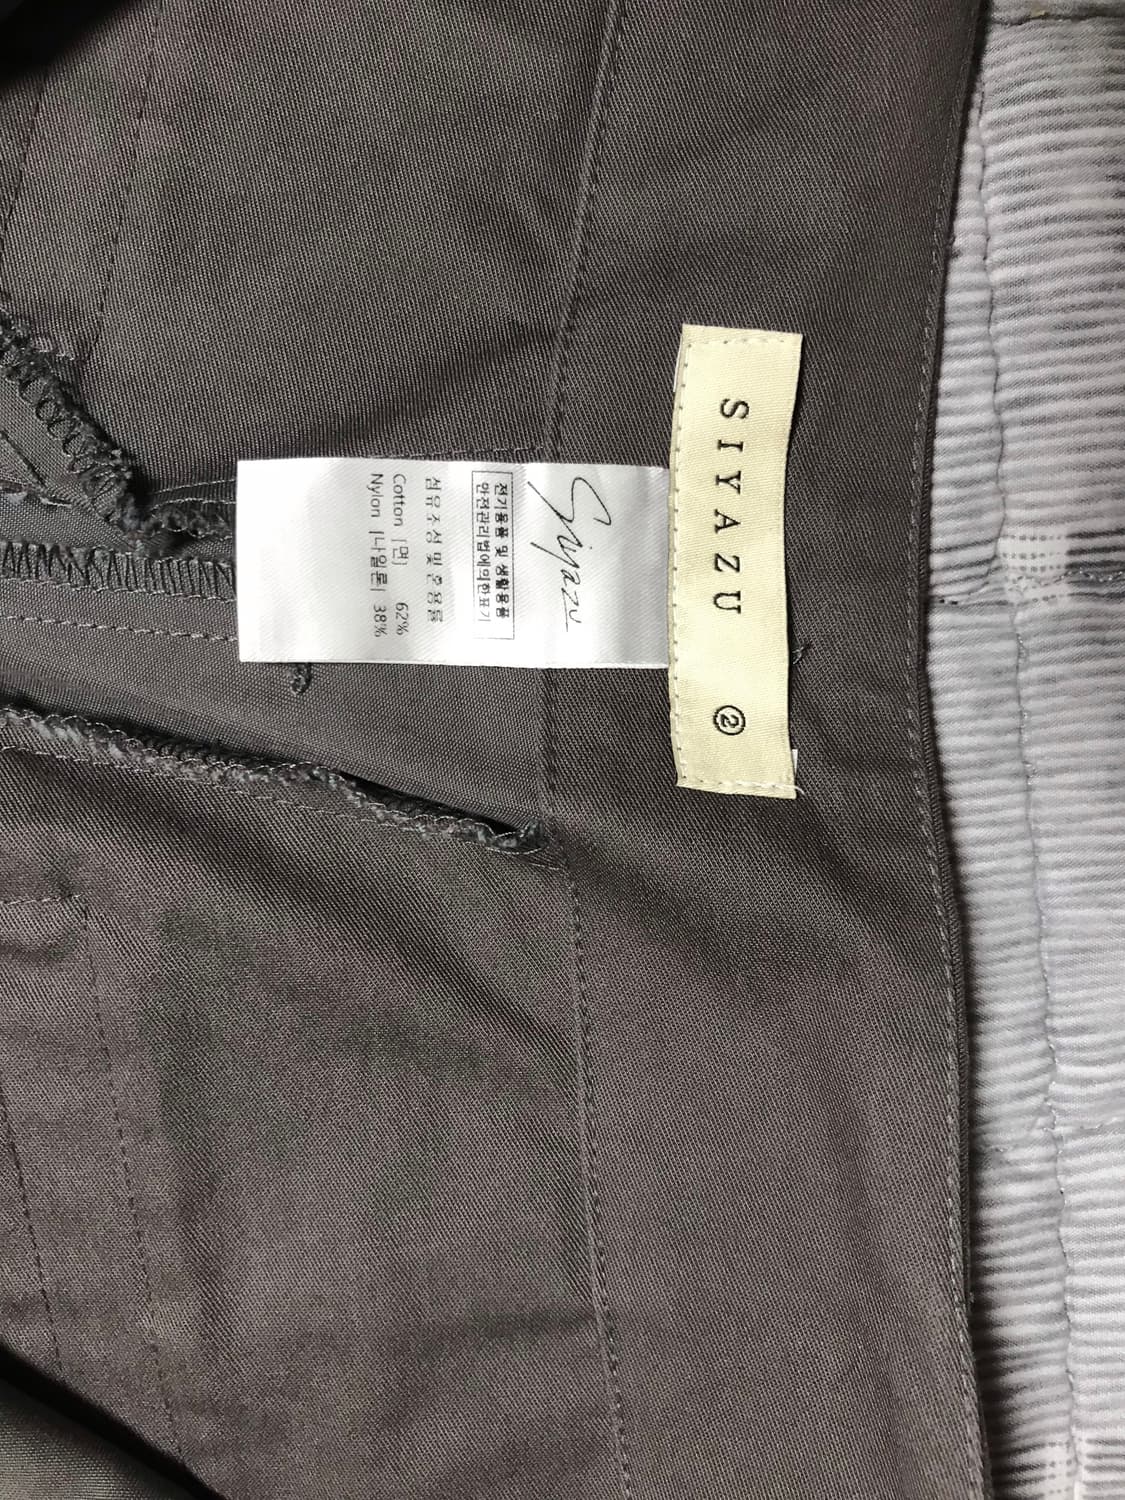 SIYAZU ②
Siyazu
전기용품 및 생활용품
안전관리법에의한표기
섬유조성 및 혼용률
Cotton [면] 62%
Nylon [나일론] 38%